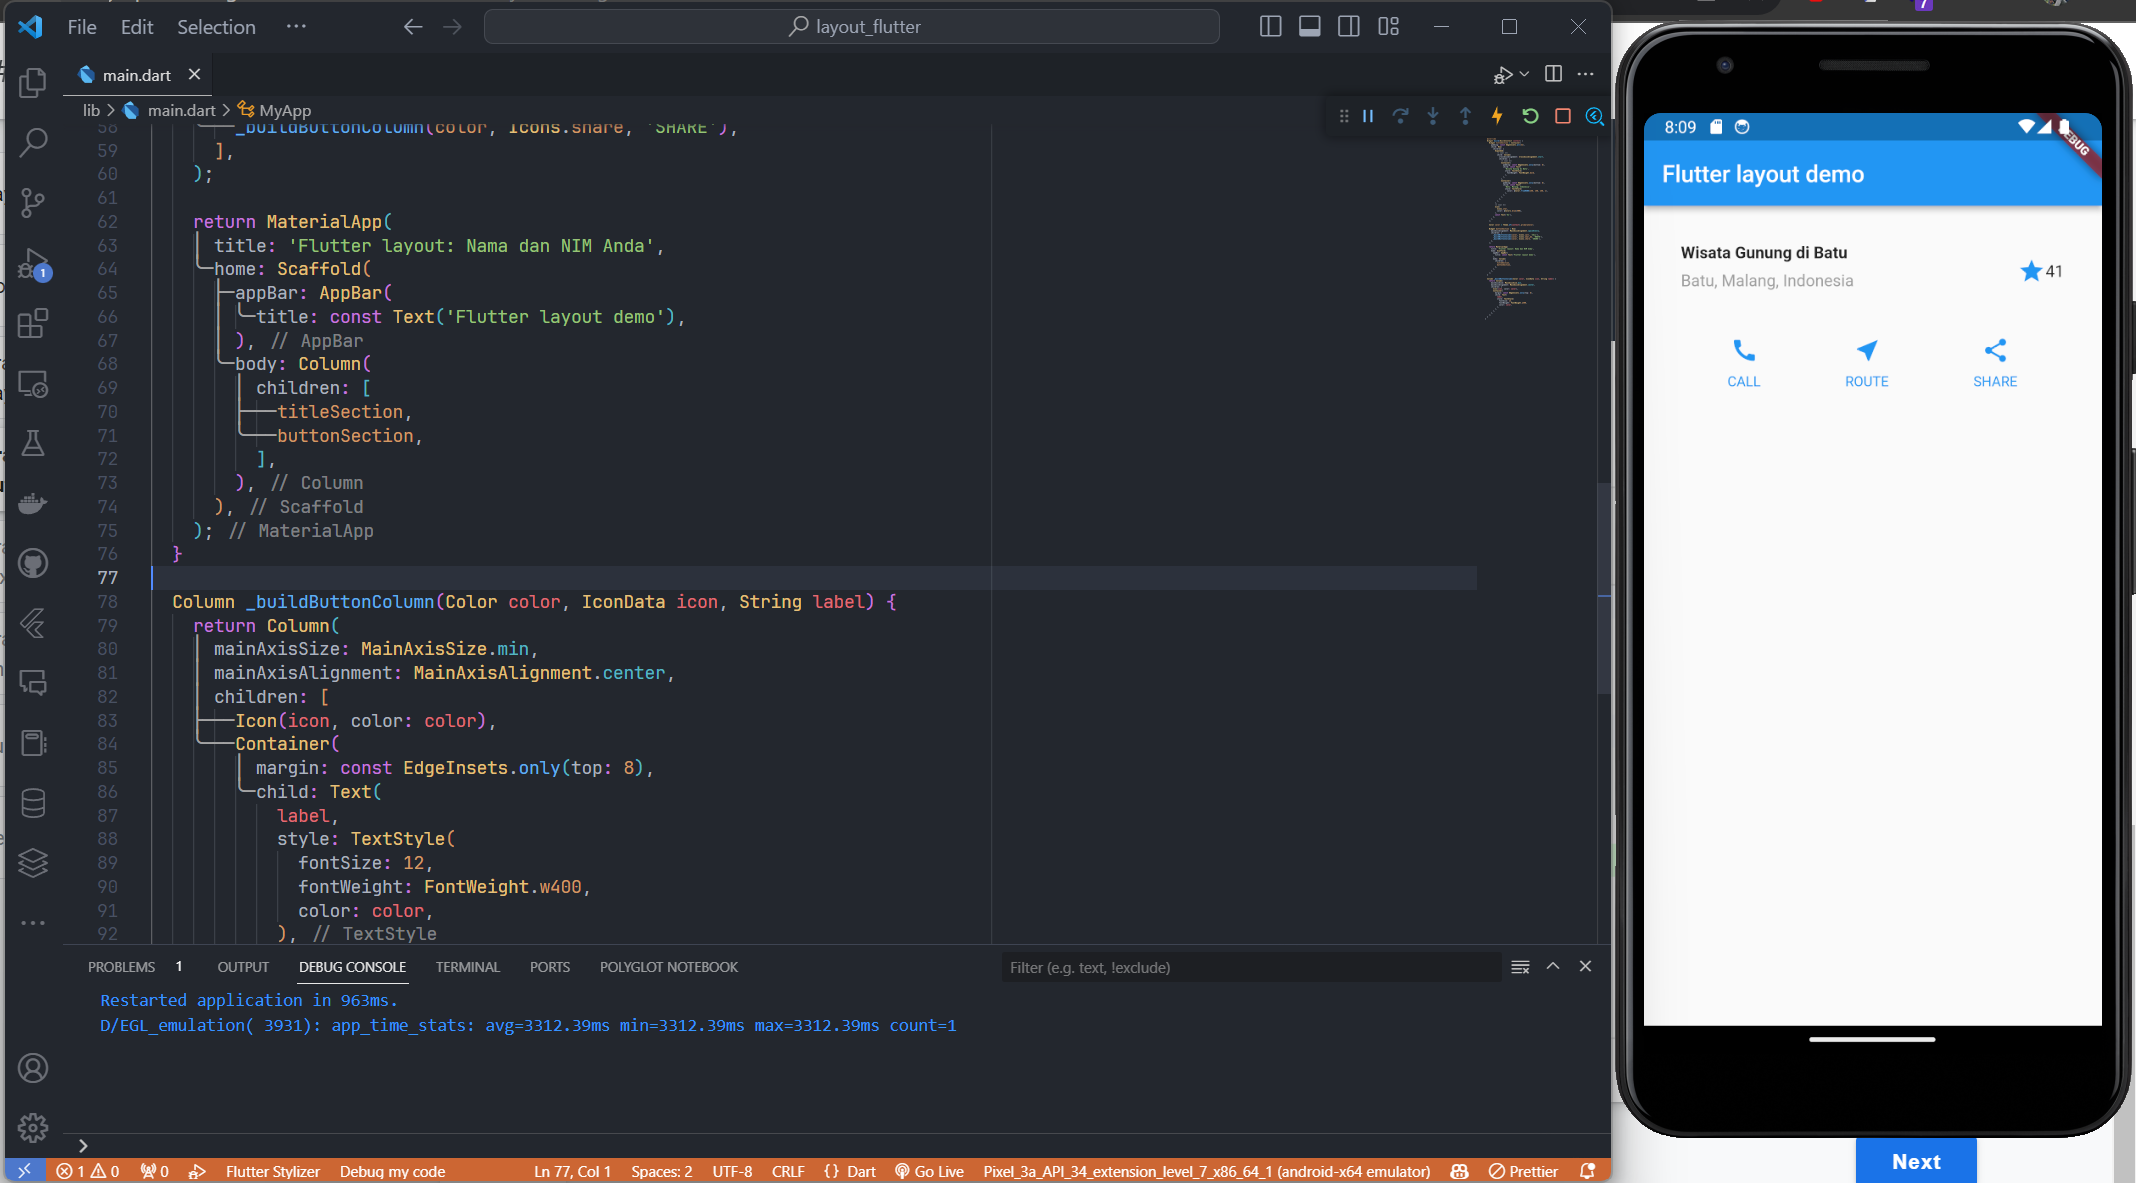 File Edit Selection ··· layout_flutter
main.dart
lib > main.dart > MyApp
58 _buildButtonColumn(color, Icons.share, 'SHARE'),
59 ],
60 );
61
62 return MaterialApp(
63 title: 'Flutter layout: Nama dan NIM Anda',
64 home: Scaffold(
65 appBar: AppBar(
66 title: const Text('Flutter layout demo'),
67 ), // AppBar
68 body: Column(
69 children: [
70 titleSection,
71 buttonSection,
72 ],
73 ), // Column
74 ), // Scaffold
75 ); // MaterialApp
76 }
77
78 Column _buildButtonColumn(Color color, IconData icon, String label) {
79 return Column(
80 mainAxisSize: MainAxisSize.min,
81 mainAxisAlignment: MainAxisAlignment.center,
82 children: [
83 Icon(icon, color: color),
84 Container(
85 margin: const EdgeInsets.only(top: 8),
86 child: Text(
87 label,
88 style: TextStyle(
89 fontSize: 12,
90 fontWeight: FontWeight.w400,
91 color: color,
92 ), // TextStyle
1
PROBLEMS 1 OUTPUT DEBUG CONSOLE TERMINAL PORTS POLYGLOT NOTEBOOK Filter (e.g. text, !exclude)
Restarted application in 963ms.
D/EGL_emulation( 3931): app_time_stats: avg=3312.39ms min=3312.39ms max=3312.39ms count=1
>
1 0 0 Flutter Stylizer Debug my code Ln 77, Col 1 Spaces: 2 UTF-8 CRLF {} Dart Go Live Pixel_3a_API_34_extension_level_7_x86_64_1 (android-x64 emulator) Prettier
7
8:09
Flutter layout demo
Wisata Gunung di Batu
Batu, Malang, Indonesia
41
CALL ROUTE SHARE
Next